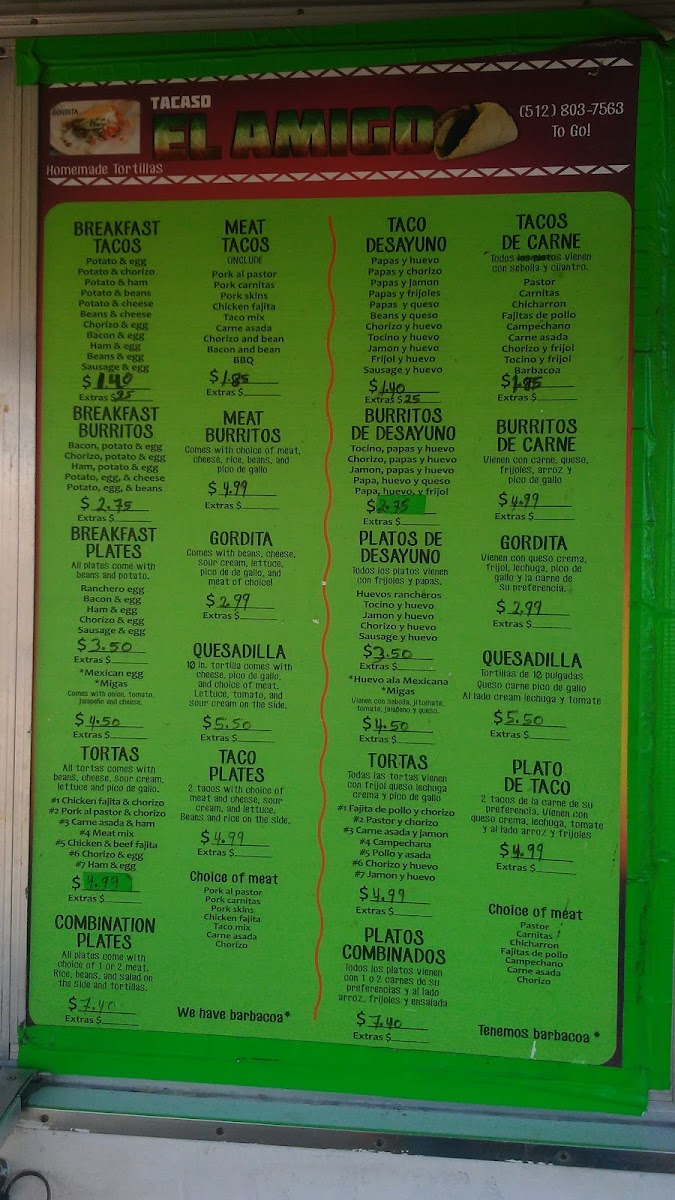 GORDITA
TACASO
EL AMIGO
(512) 803-7563
To Go!
Homemade Tortillas
BREAKFAST
TACOS
Potato & egg
Potato & chorizo
Potato & ham
Potato & beans
Potato & cheese
Beans & cheese
Chorizo & egg
Bacon & egg
Ham & egg
Beans & egg
Sausage & egg
$ 1.40
Extras $ 25
BREAKFAST
BURRITOS
Bacon, potato & egg
Chorizo, potato & egg
Ham, potato & egg
Potato, egg, & cheese
Potato, egg, & beans
$ 2.75
Extras $
BREAKFAST
PLATES
All plates come with
beans and potato.
Ranchero egg
Bacon & egg
Ham & egg
Chorizo & egg
Sausage & egg
$ 3.50
Extras $
*Mexican egg
*Migas
Comes with onion, tomato,
jalapeño and cheese.
$ 4.50
Extras $
TORTAS
All tortas comes with
beans, cheese, sour cream,
lettuce and pico de gallo.
#1 Chicken fajita & chorizo
#2 Pork al pastor & chorizo
#3 Carne asada & ham
#4 Meat mix
#5 Chicken & beef fajita
#6 Chorizo & egg
#7 Ham & egg
$ 4.99
Extras $
COMBINATION
PLATES
All plates come with
choice of 1 or 2 meat.
Rice, beans, and salad on
the side and tortillas.
$ 7.40
Extras $
MEAT
TACOS
UNCLUDE
Pork al pastor
Pork carnitas
Pork skins
Chicken fajita
Taco mix
Carne asada
Chorizo and bean
Bacon and bean
BBQ
$ 1.85
Extras $
MEAT
BURRITOS
Comes with choice of meat,
cheese, rice, beans, and
pico de gallo
$ 4.99
Extras $
GORDITA
Comes with beans, cheese,
sour cream, lettuce,
pico de de gallo, and
meat of choice!
$ 2.99
Extras $
QUESADILLA
10 in. tortilla comes with
cheese, pico de gallo,
and choice of meat.
Lettuce, tomato, and
sour cream on the side.
$ 5.50
Extras $
TACO
PLATES
2 tacos with choice of
meat and cheese, sour
cream, and lettuce.
Beans and rice on the side.
$ 4.99
Extras $
Choice of meat
Pork al pastor
Pork carnitas
Pork skins
Chicken fajita
Taco mix
Carne asada
Chorizo
We have barbacoa*
TACO
DESAYUNO
Papas y huevo
Papas y chorizo
Papas y jamon
Papas y frijoles
Papas y queso
Beans y queso
Chorizo y huevo
Tocino y huevo
Jamon y huevo
Frijol y huevo
Sausage y huevo
$ 1.40
Extras $ 25
BURRITOS
DE DESAYUNO
Tocino, papas y huevo
Chorizo, papas y huevo
Jamon, papas y huevo
Papa, huevo y queso
Papa, huevo, y frijol
$ 2.75
Extras $
PLATOS DE
DESAYUNO
Todos los platos vienen
con frijoles y papas.
Huevos rancheros
Tocino y huevo
Jamon y huevo
Chorizo y huevo
Sausage y huevo
$ 3.50
Extras $
*Huevo ala Mexicana
*Migas
Vienen con sebolla, jitumate,
tomate, jalapeno y queso.
$ 4.50
Extras $
TORTAS
Todas las tortas vienen
con frijol queso lechuga
crema y pico de gallo
#1 Fajita de pollo y chorizo
#2 Pastor y chorizo
#3 Carne asada y jamon
#4 Campechana
#5 Pollo y asada
#6 Chorizo y huevo
#7 Jamon y huevo
$ 4.99
Extras $
PLATOS
COMBINADOS
Todos los platos vienen
con 1 o 2 carnes de su
preferencias y al lado
arroz, frijoles y ensalada
$ 7.40
Extras $
TACOS
DE CARNE
Todos los platos vienen
con sebolla y cilantro.
Pastor
Carnitas
Chicharron
Fajitas de pollo
Campechano
Carne asada
Chorizo y frijol
Tocino y frijol
Barbacoa
$ 1.85
Extras $
BURRITOS
DE CARNE
Vienen con carne, queso,
frijoles, arroz y
pico de gallo
$ 4.99
Extras $
GORDITA
Vienen con queso crema,
frijol, lechuga, pico de
gallo y la carne de
su preferencia.
$ 2.99
Extras $
QUESADILLA
Tortillas de 10 pulgadas
Queso carne pico de gallo
Al lado cream lechuga y tomate
$ 5.50
Extras $
PLATO
DE TACO
2 tacos de la carne de su
preferencia. Vienen con
queso crema, lechuga, tomate
y al lado arroz y frijoles
$ 4.99
Extras $
Choice of meat
Pastor
Carnitas
Chicharron
Fajitas de pollo
Campechano
Carne asada
Chorizo
Tenemos barbacoa *